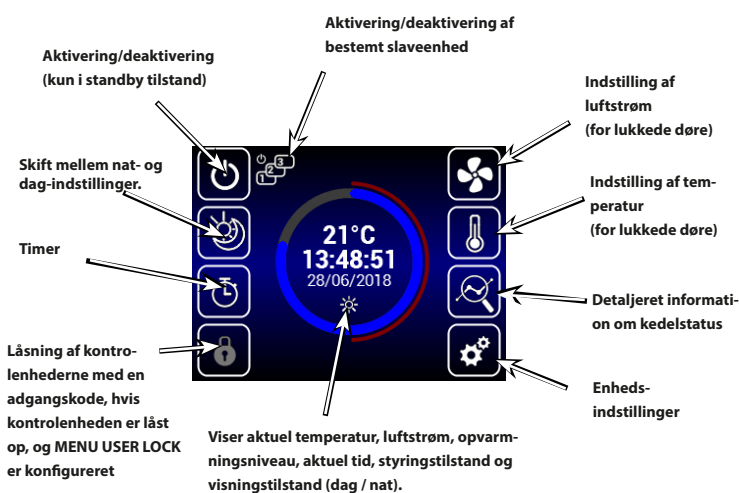 Aktivering/deaktivering af
bestemt slaveenhed
Aktivering/deaktivering
(kun i standby tilstand)
Indstilling af
luftstrøm
(for lukkede døre)
Skift mellem nat- og
dag-indstillinger.
Indstilling af tem-
peratur
(for lukkede døre)
Timer
1 2 3
21°C
13:48:51
28/06/2018
Detaljeret informati-
on om kedelstatus
Låsning af kontro-
lenhederne med en
adgangskode, hvis
kontrolenheden er låst
op, og MENU USER LOCK
er konfigureret
Enheds-
indstillinger
Viser aktuel temperatur, luftstrøm, opvarm-
ningsniveau, aktuel tid, styringstilstand og
visningstilstand (dag / nat).